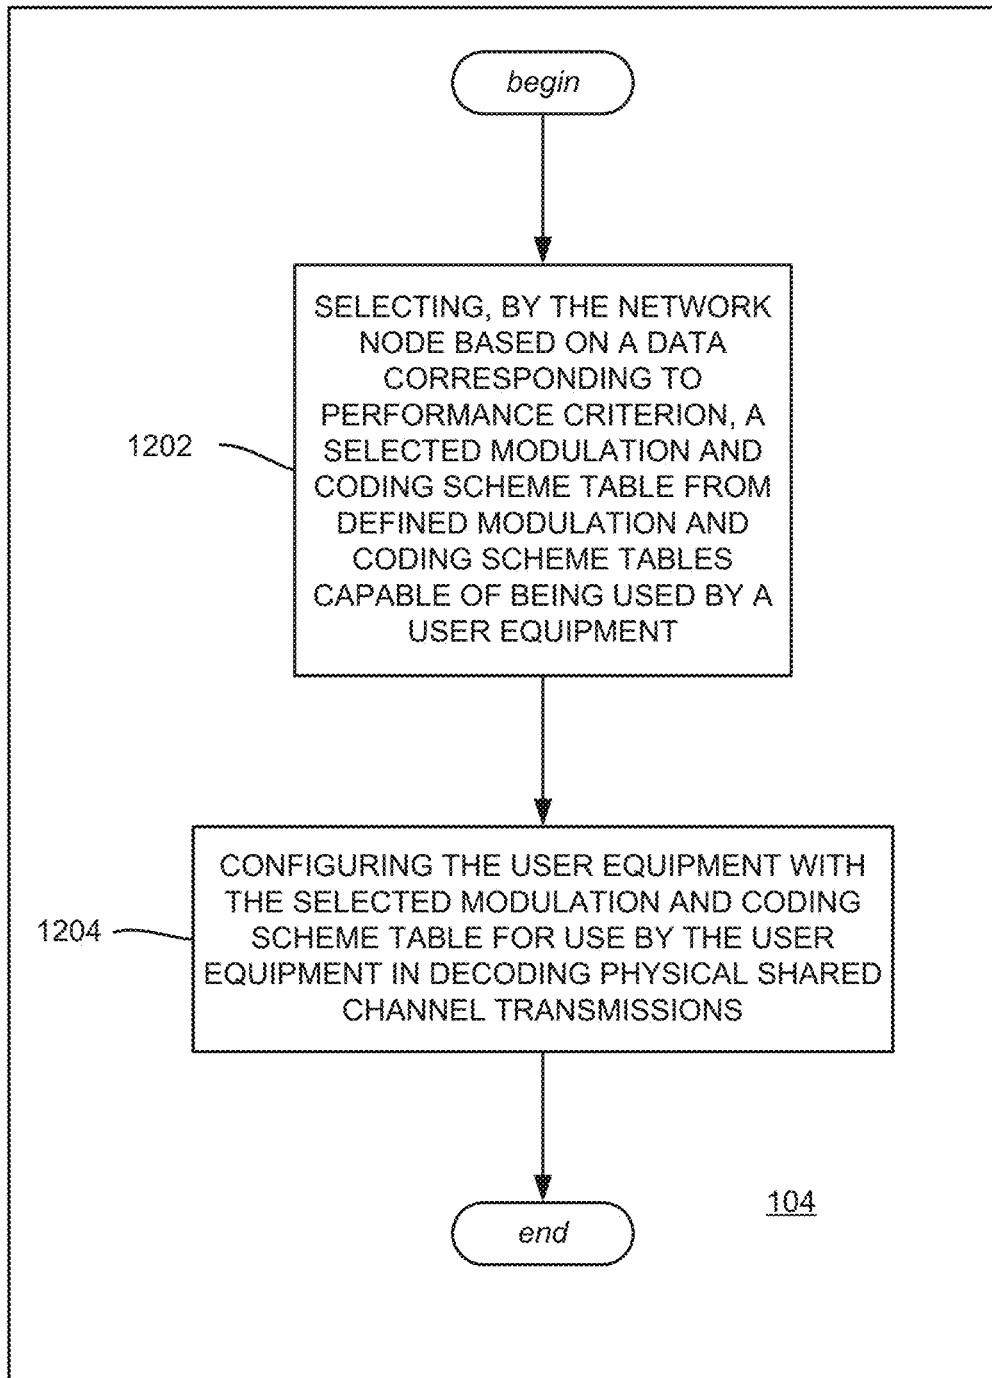 begin
SELECTING, BY THE NETWORK
NODE BASED ON A DATA
CORRESPONDING TO
PERFORMANCE CRITERION, A
SELECTED MODULATION AND
CODING SCHEME TABLE FROM
DEFINED MODULATION AND
CODING SCHEME TABLES
CAPABLE OF BEING USED BY A
USER EQUIPMENT
1202
CONFIGURING THE USER EQUIPMENT WITH
THE SELECTED MODULATION AND CODING
SCHEME TABLE FOR USE BY THE USER
EQUIPMENT IN DECODING PHYSICAL SHARED
CHANNEL TRANSMISSIONS
1204
104
end